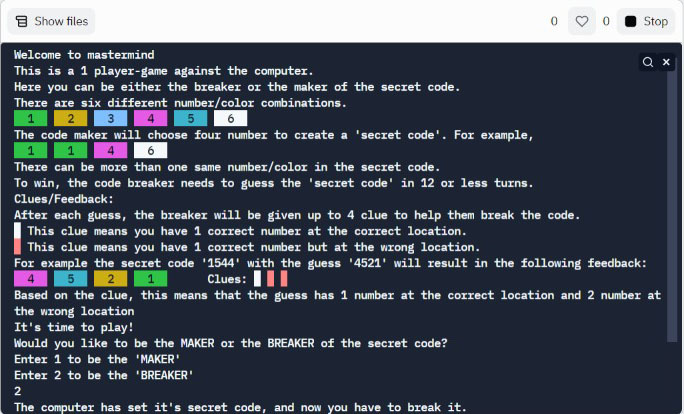 Show files 0 0 Stop
Welcome to mastermind
This is a 1 player-game against the computer.
Here you can be either the breaker or the maker of the secret code.
There are six different number/color combinations.
1 2 3 4 5 6
The code maker will choose four number to create a 'secret code'. For example,
1 1 4 6
There can be more than one same number/color in the secret code.
To win, the code breaker needs to guess the 'secret code' in 12 or less turns.
Clues/Feedback:
After each guess, the breaker will be given up to 4 clue to help them break the code.
This clue means you have 1 correct number at the correct location.
This clue means you have 1 correct number but at the wrong location.
For example the secret code '1544' with the guess '4521' will result in the following feedback:
4 5 2 1 Clues:
Based on the clue, this means that the guess has 1 number at the correct location and 2 number at
the wrong location
It's time to play!
Would you like to be the MAKER or the BREAKER of the secret code?
Enter 1 to be the 'MAKER'
Enter 2 to be the 'BREAKER'
2
The computer has set it's secret code, and now you have to break it.